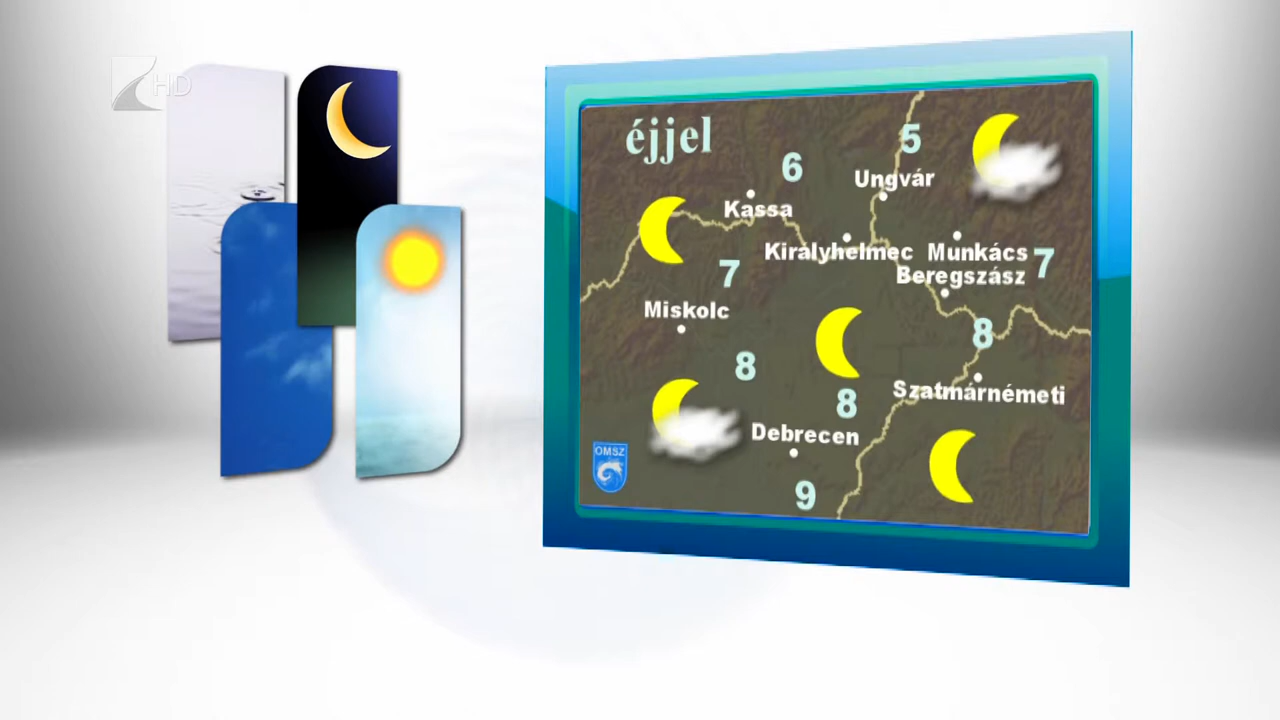 HD
éjjel
5
6
Ungvár
Kassa
Királyhelmec
Munkács
7
Beregszász
7
Miskolc
8
8
Szatmárnémeti
8
Debrecen
OMSZ
9